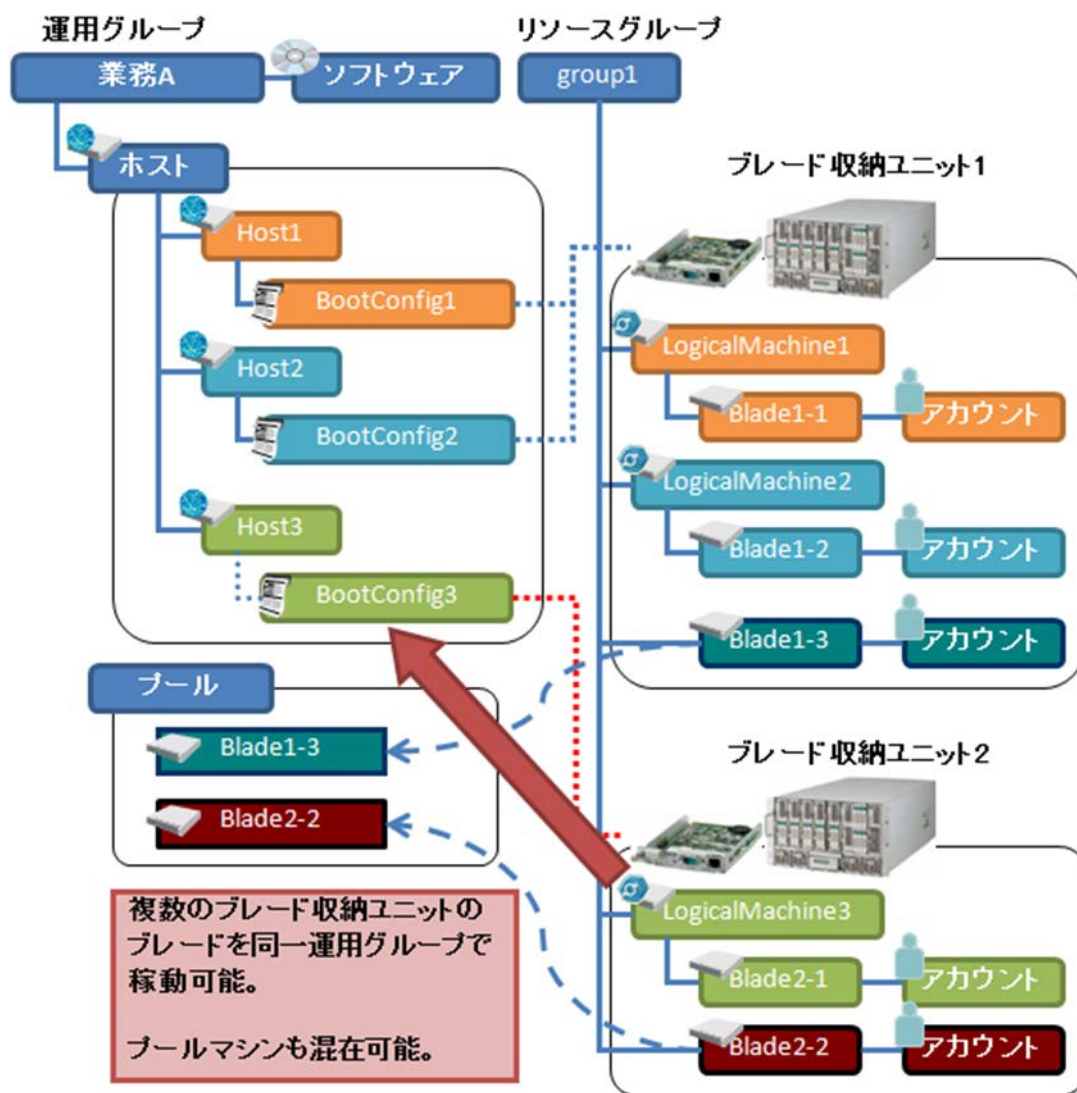 運用グループ
業務A
ソフトウェア
ホスト
Host1
BootConfig1
Host2
BootConfig2
Host3
BootConfig3
プール
Blade1-3
Blade2-2
複数のブレード収納ユニットの
ブレードを同一運用グループで
稼動可能。
プールマシンも混在可能。
リソースグループ
group1
ブレード収納ユニット1
LogicalMachine1
Blade1-1
アカウント
LogicalMachine2
Blade1-2
アカウント
Blade1-3
アカウント
ブレード収納ユニット2
LogicalMachine3
Blade2-1
アカウント
Blade2-2
アカウント